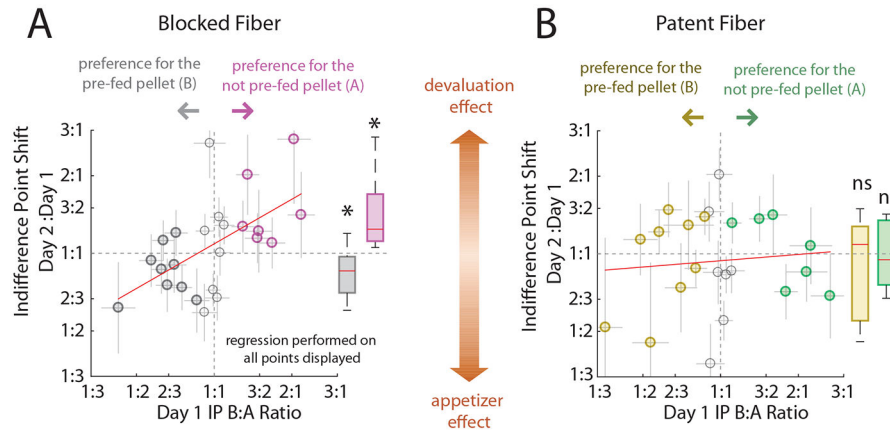 A
Blocked Fiber
preference for the
pre-fed pellet (B)
preference for the
not pre-fed pellet (A)
Indifference Point Shift
Day 2 :Day 1
3:1
2:1
3:2
1:1
2:3
1:2
1:3
*
*
regression performed on
all points displayed
1:3
1:2
2:3
1:1
3:2
2:1
3:1
Day 1 IP B:A Ratio
devaluation
effect
appetizer
effect
B
Patent Fiber
preference for the
pre-fed pellet (B)
preference for the
not pre-fed pellet (A)
Indifference Point Shift
Day 2 :Day 1
3:1
2:1
3:2
1:1
2:3
1:2
1:3
ns
n
1:3
1:2
2:3
1:1
3:2
2:1
3:1
Day 1 IP B:A Ratio